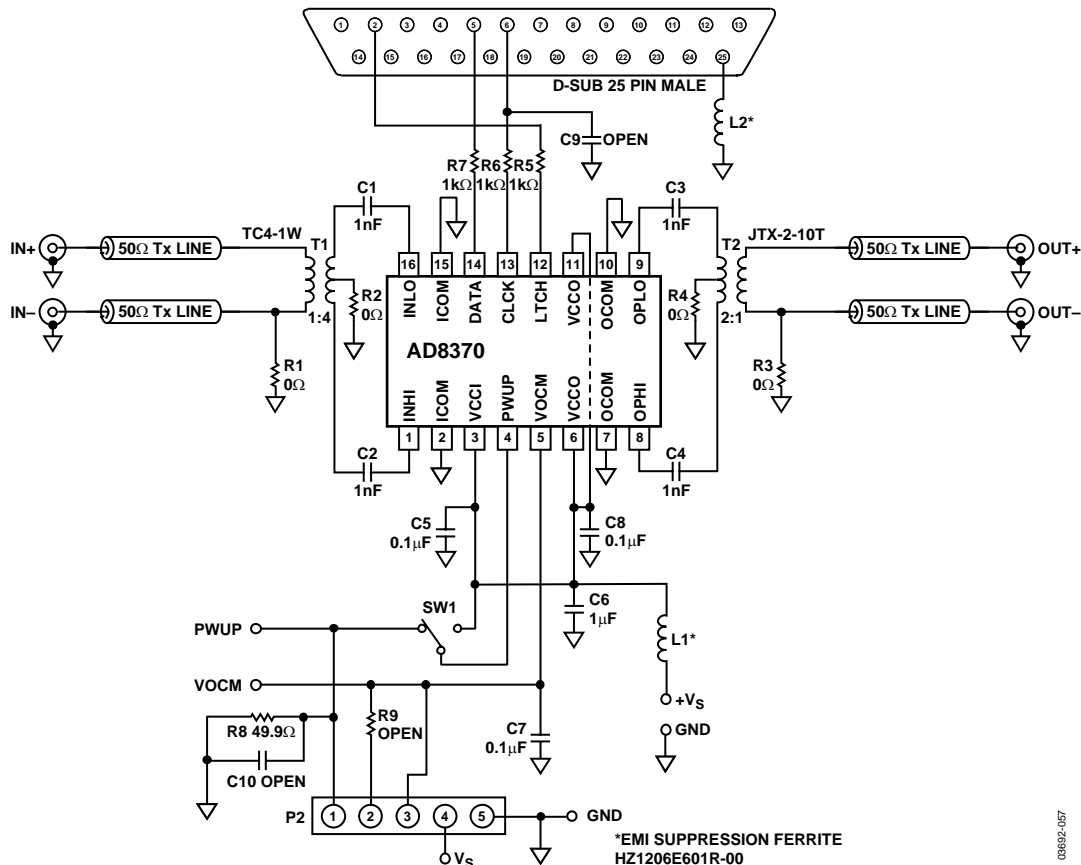 1 2 3 4 5 6 7 8 9 10 11 12 13
14 15 16 17 18 19 20 21 22 23 24 25
D-SUB 25 PIN MALE
L2*
C9 OPEN
R7 R6 R5
1kΩ 1kΩ 1kΩ
C1
1nF
C3
1nF
IN+
50Ω Tx LINE
TC4-1W
T1
T2
JTX-2-10T
50Ω Tx LINE
OUT+
16 15 14 13 12 11 10 9
INLO ICOM DATA CLCK LTCH VCCO OCOM OPLO
R2
0Ω
R4
0Ω
IN–
50Ω Tx LINE
1:4
2:1
50Ω Tx LINE
OUT–
AD8370
R1
0Ω
R3
0Ω
INHI ICOM VCCI PWUP VOCM VCCO OCOM OPHI
1 2 3 4 5 6 7 8
C2
1nF
C4
1nF
C5
0.1µF
C8
0.1µF
SW1
C6
1µF
PWUP
L1*
VOCM
+VS
R9
OPEN
R8 49.9Ω
GND
C7
0.1µF
C10 OPEN
P2 1 2 3 4 5
GND
VS
*EMI SUPPRESSION FERRITE
HZ1206E601R-00
03692-057